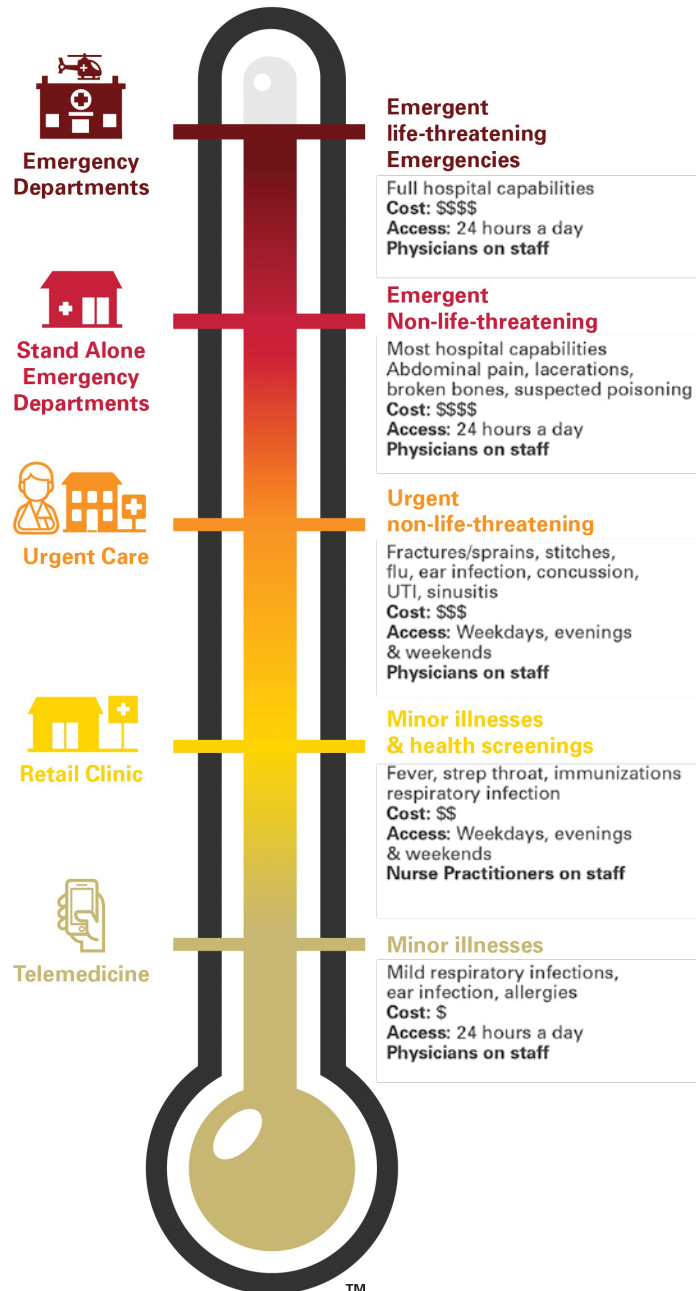 Emergency
Departments
Emergent
life-threatening
Emergencies
Full hospital capabilities
Cost: $$$$
Access: 24 hours a day
Physicians on staff
Stand Alone
Emergency
Departments
Emergent
Non-life-threatening
Most hospital capabilities
Abdominal pain, lacerations,
broken bones, suspected poisoning
Cost: $$$$
Access: 24 hours a day
Physicians on staff
Urgent Care
Urgent
non-life-threatening
Fractures/sprains, stitches,
flu, ear infection, concussion,
UTI, sinusitis
Cost: $$$
Access: Weekdays, evenings
& weekends
Physicians on staff
Retail Clinic
Minor illnesses
& health screenings
Fever, strep throat, immunizations
respiratory infection
Cost: $$
Access: Weekdays, evenings
& weekends
Nurse Practitioners on staff
Telemedicine
Minor illnesses
Mild respiratory infections,
ear infection, allergies
Cost: $
Access: 24 hours a day
Physicians on staff
TM